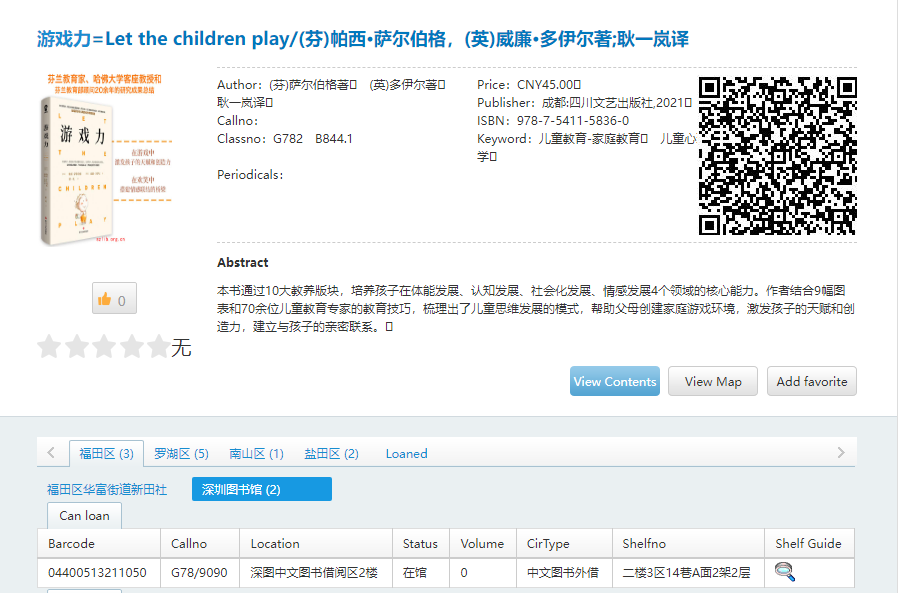 游戏力=Let the children play/(芬)帕西·萨尔伯格，(英)威廉·多伊尔著;耿一岚译
芬兰教育家、哈佛大学客座教授和
芬兰教育部顾问20余年的研究成果总结
游戏力
LET
THE
CHILDREN
PLAY
在游戏中
激发孩子的天赋和创造力
Author：(芬)萨尔伯格著 (英)多伊尔著
耿一岚译
Callno：
Classno：G782 B844.1
Periodicals：
Price：CNY45.00
Publisher：成都:四川文艺出版社,2021
ISBN：978-7-5411-5836-0
Keyword：儿童教育-家庭教育 儿童心
学
0
无
Abstract
本书通过10大教养版块，培养孩子在体能发展、认知发展、社会化发展、情感发展4个领域的核心能力。作者结合9幅图
表和70余位儿童教育专家的教育技巧，梳理出了儿童思维发展的模式，帮助父母创建家庭游戏环境，激发孩子的天赋和创
造力，建立与孩子的亲密联系。
View Contents View Map Add favorite
福田区 (3) 罗湖区 (5) 南山区 (1) 盐田区 (2) Loaned
福田区华富街道新田社 深圳图书馆 (2)
Can loan
Barcode Callno Location Status Volume CirType Shelfno Shelf Guide
04400513211050 G78/9090 深图中文图书借阅区2楼 在馆 0 中文图书外借 二楼3区14巷A面2架2层